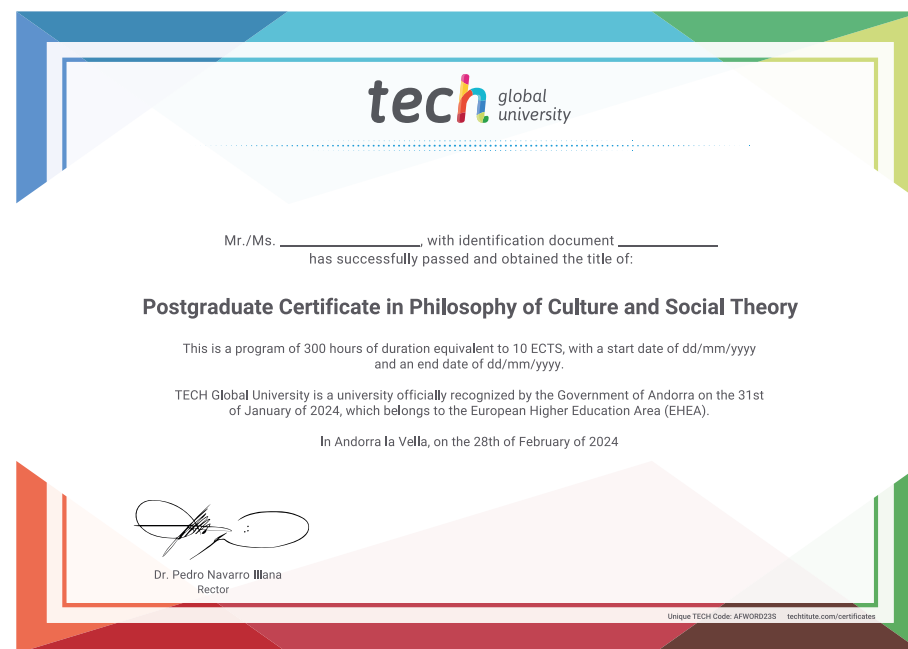 tech global
university
Mr./Ms. ____________________, with identification document ______________
has successfully passed and obtained the title of:
Postgraduate Certificate in Philosophy of Culture and Social Theory
This is a program of 300 hours of duration equivalent to 10 ECTS, with a start date of dd/mm/yyyy
and an end date of dd/mm/yyyy.
TECH Global University is a university officially recognized by the Government of Andorra on the 31st
of January of 2024, which belongs to the European Higher Education Area (EHEA).
In Andorra la Vella, on the 28th of February of 2024
Dr. Pedro Navarro Illana
Rector
Unique TECH Code: AFWORD23S techtitute.com/certificates